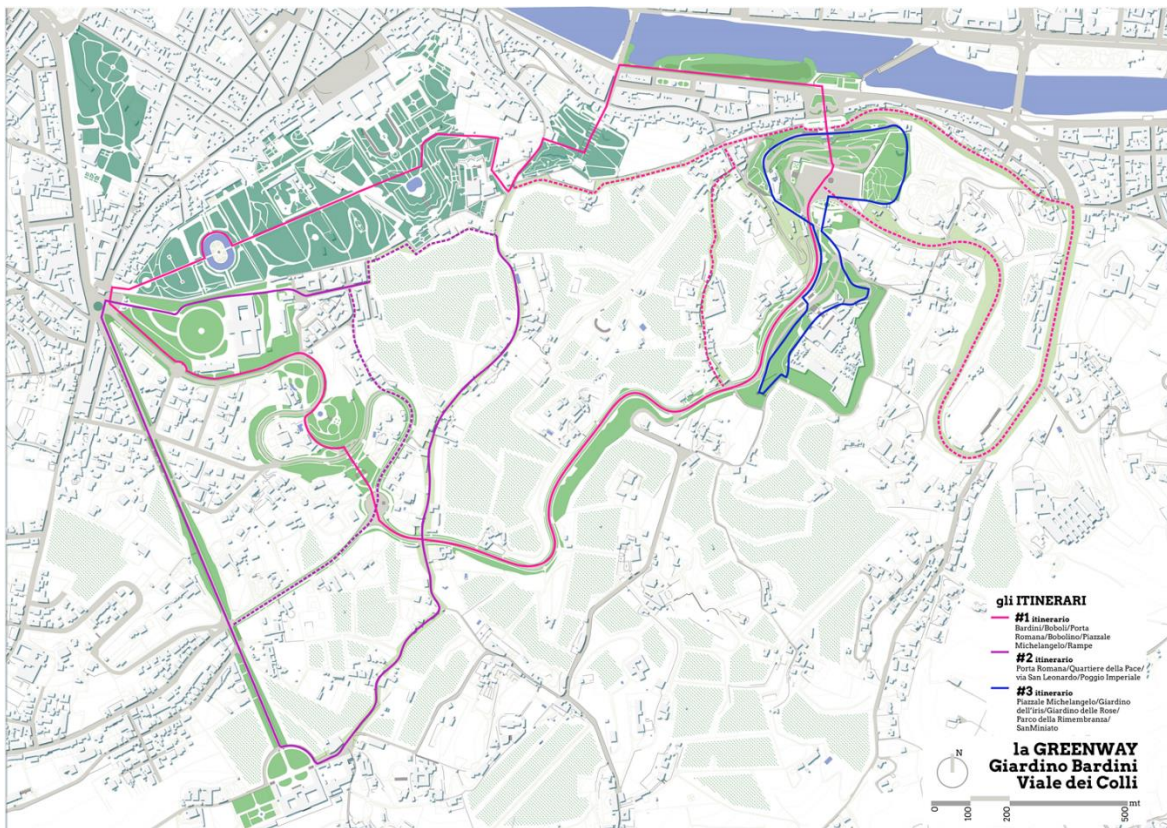 gli ITINERARI
#1 itinerario
Bardini/Boboli/Porta
Romana/Bobolino/Piazzale
Michelangelo/Rampe
#2 itinerario
Porta Romana/Quartiere della Pace/
via San Leonardo/Poggio Imperiale
#3 itinerario
Piazzale Michelangelo/Giardino
dell'iris/Giardino delle Rose/
Parco della Rimembranza/
SanMiniato
la GREENWAY
Giardino Bardini
Viale dei Colli
N
mt
0 100 200 500